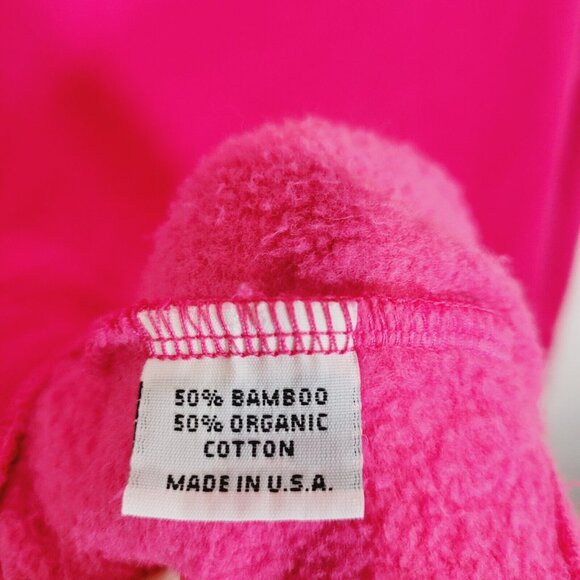 50% BAMBOO
50% ORGANIC
COTTON
MADE IN U.S.A.